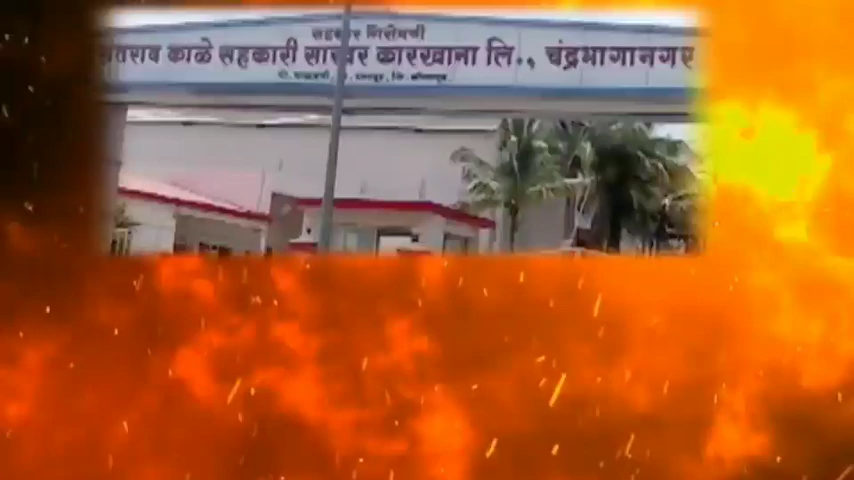 सहकार शिरोमणी
वसंतराव काळे सहकारी साखर कारखाना लि., चंद्रभागानगर